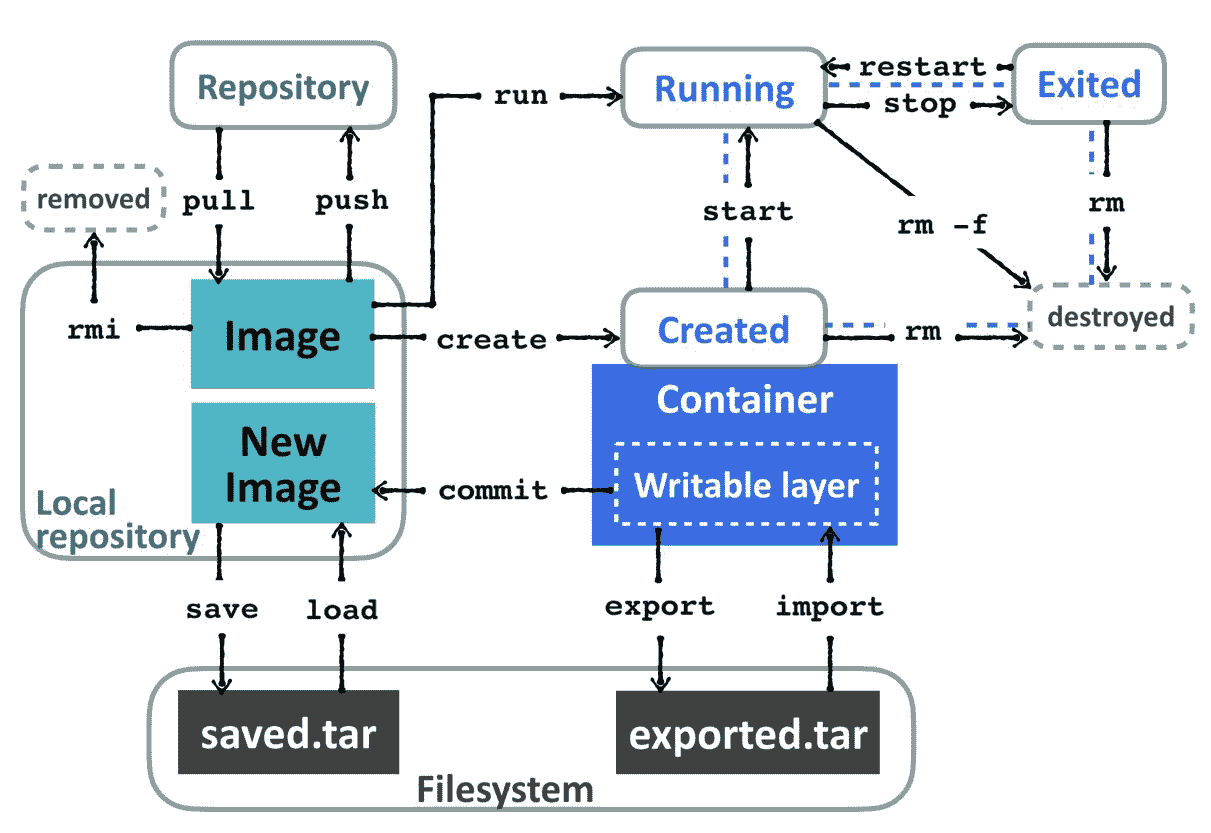 Repository
run
Running
restart
stop
Exited
removed
pull
push
start
rm -f
rm
rmi
Image
create
Created
rm
destroyed
Container
New
Image
commit
Writable layer
Local
repository
save
load
export
import
saved.tar
exported.tar
Filesystem